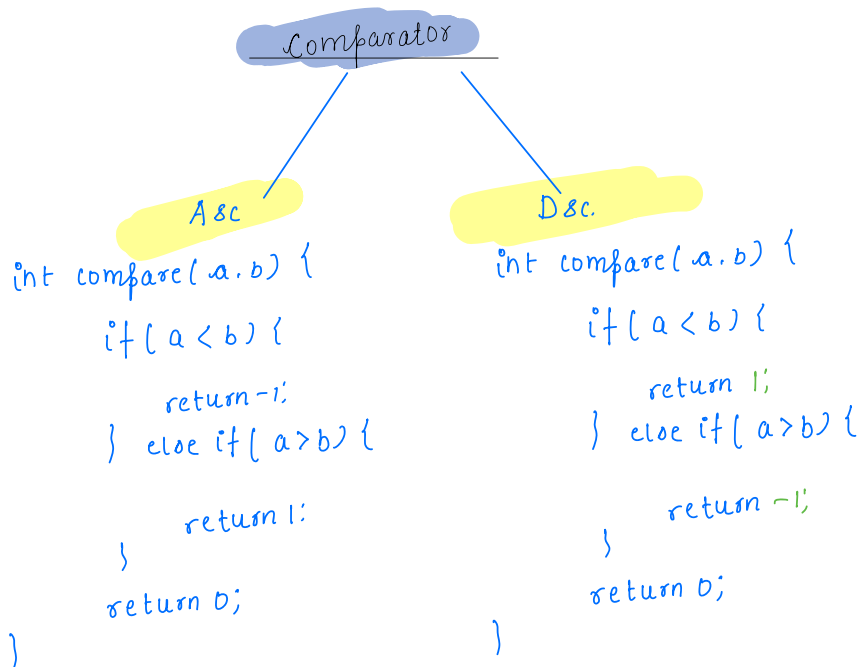 Comparator
Asc
int compare(a, b) {
if( a < b) {
return -1;
} else if( a > b) {
return 1;
}
return 0;
}
Dsc.
int compare(a, b) {
if( a < b) {
return 1;
} else if( a > b) {
return -1;
}
return 0;
}